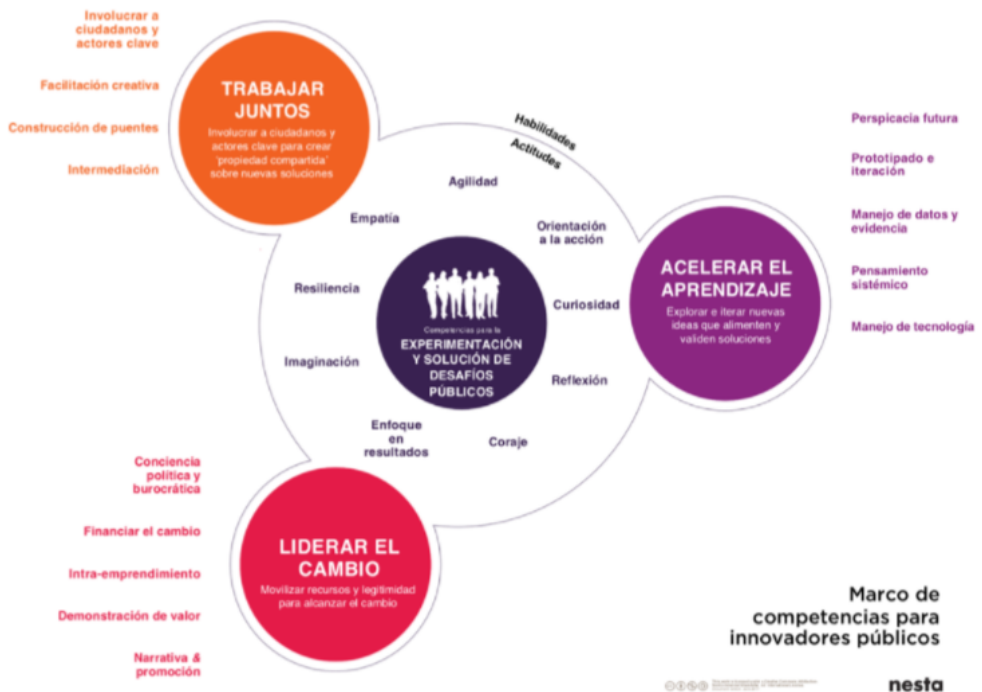 Involucrar a
ciudadanos y
actores clave
Facilitación creativa
Construcción de puentes
Intermediación
TRABAJAR
JUNTOS
Involucrar a ciudadanos y
actores clave para crear
'propiedad compartida'
sobre nuevas soluciones
Habilidades
Actitudes
Agilidad
Empatía
Orientación
a la acción
Resiliencia
Curiosidad
Imaginación
Reflexión
Enfoque
en
resultados
Coraje
Competencias para la
EXPERIMENTACIÓN
Y SOLUCIÓN DE
DESAFÍOS
PÚBLICOS
ACELERAR EL
APRENDIZAJE
Explorar e iterar nuevas
ideas que alimenten y
validen soluciones
Perspicacia futura
Prototipado e
iteración
Manejo de datos y
evidencia
Pensamiento
sistémico
Manejo de tecnología
Conciencia
política y
burocrática
Financiar el cambio
Intra-emprendimiento
Demonstración de valor
Narrativa &
promoción
LIDERAR EL
CAMBIO
Movilizar recursos y legitimidad
para alcanzar el cambio
Marco de
competencias para
innovadores públicos
nesta